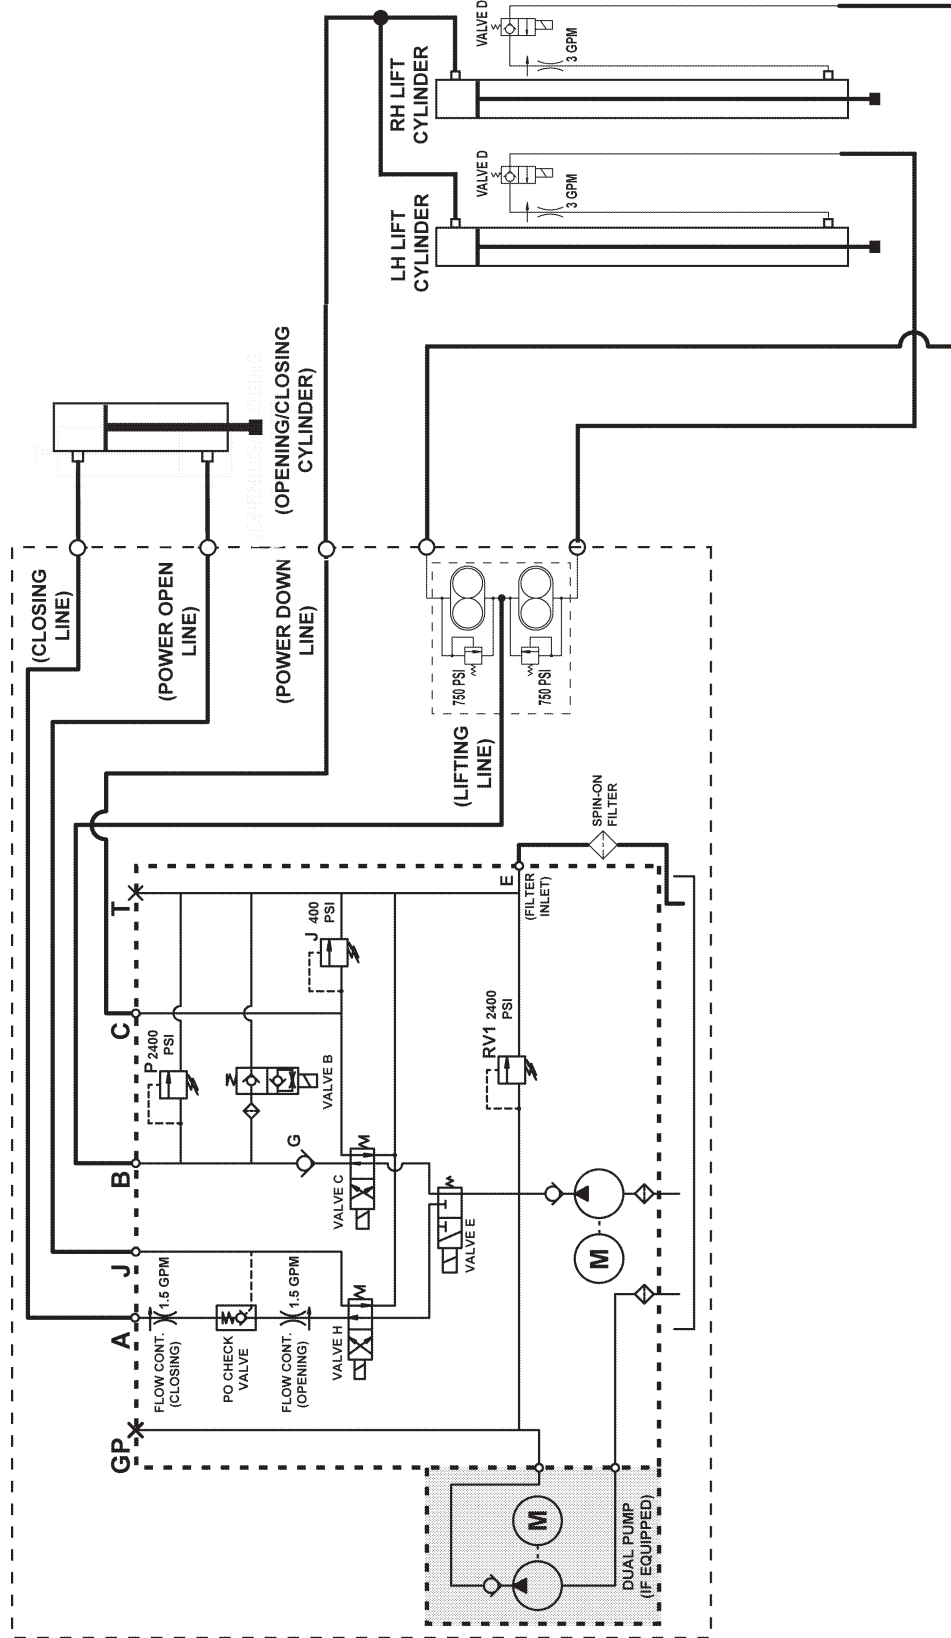 VALVE D
3 GPM
RH LIFT
CYLINDER
VALVE D
3 GPM
LH LIFT
CYLINDER
(OPENING/CLOSING
CYLINDER)
(CLOSING
LINE)
(POWER OPEN
LINE)
(POWER DOWN
LINE)
750 PSI
750 PSI
(LIFTING
LINE)
SPIN-ON
FILTER
T
E
(FILTER
INLET)
J 400
PSI
C
P 2400
PSI
RV1 2400
PSI
VALVE B
B
G
VALVE C
VALVE E
J
1.5 GPM
1.5 GPM
A
FLOW CONT.
(CLOSING)
PO CHECK
VALVE
FLOW CONT.
(OPENING)
VALVE H
M
GP
M
DUAL PUMP
(IF EQUIPPED)